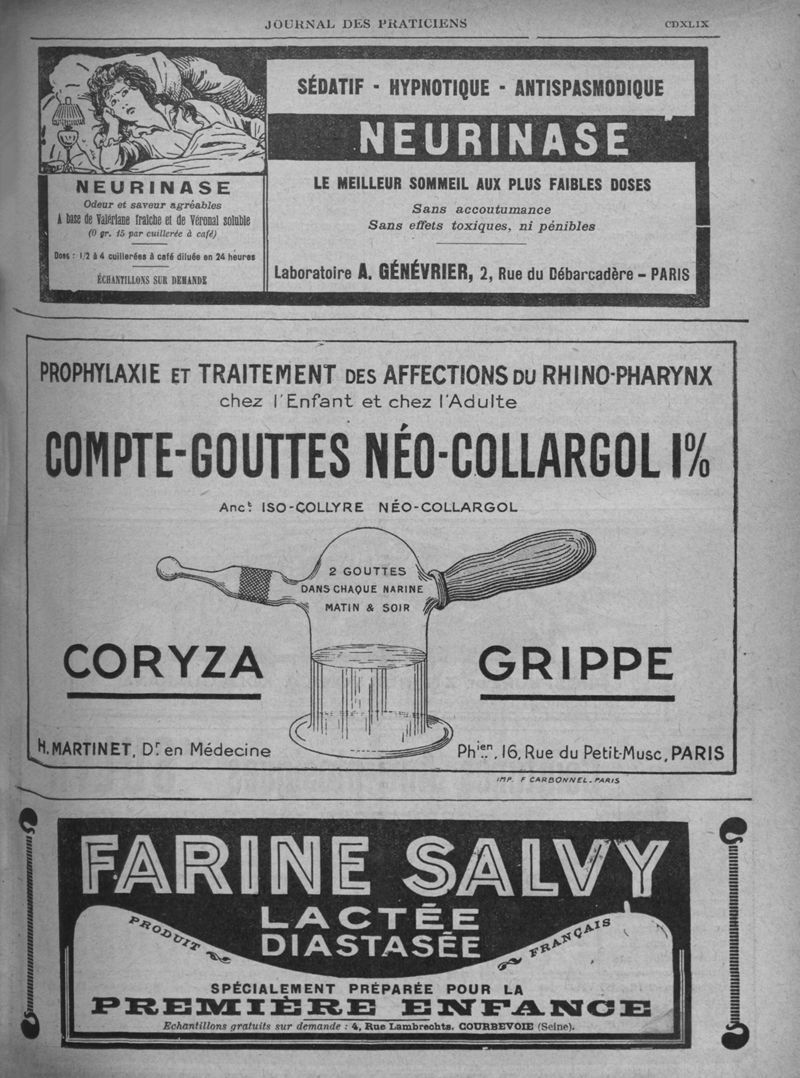 JOURNAL DES PRATICIENS
CDXLIX
NEURINASE
Odeur et saveur agréables
A base de Valériane fraîche et de Véronal soluble
(0 gr. 15 par cuillerée à café)
Dose : 1/2 à 4 cuillerées à café diluée en 24 heures
ÉCHANTILLONS SUR DEMANDE
SÉDATIF - HYPNOTIQUE - ANTISPASMODIQUE
NEURINASE
LE MEILLEUR SOMMEIL AUX PLUS FAIBLES DOSES
Sans accoutumance
Sans effets toxiques, ni pénibles
Laboratoire A. GÉNÉVRIER, 2, Rue du Débarcadère - PARIS
PROPHYLAXIE ET TRAITEMENT DES AFFECTIONS DU RHINO-PHARYNX
chez l'Enfant et chez l'Adulte
COMPTE-GOUTTES NÉO-COLLARGOL 1%
Anct ISO-COLLYRE NÉO-COLLARGOL
2 GOUTTES
DANS CHAQUE NARINE
MATIN & SOIR
CORYZA
GRIPPE
H. MARTINET, Dr en Médecine
Phien, 16, Rue du Petit-Musc, PARIS
IMP. F CARBONNEL. PARIS
FARINE SALVY
LACTÉE
DIASTASÉE
PRODUIT
FRANÇAIS
SPÉCIALEMENT PRÉPARÉE POUR LA
PREMIÈRE ENFANCE
Echantillons gratuits sur demande : 4, Rue Lambrechts, COURBEVOIE (Seine).